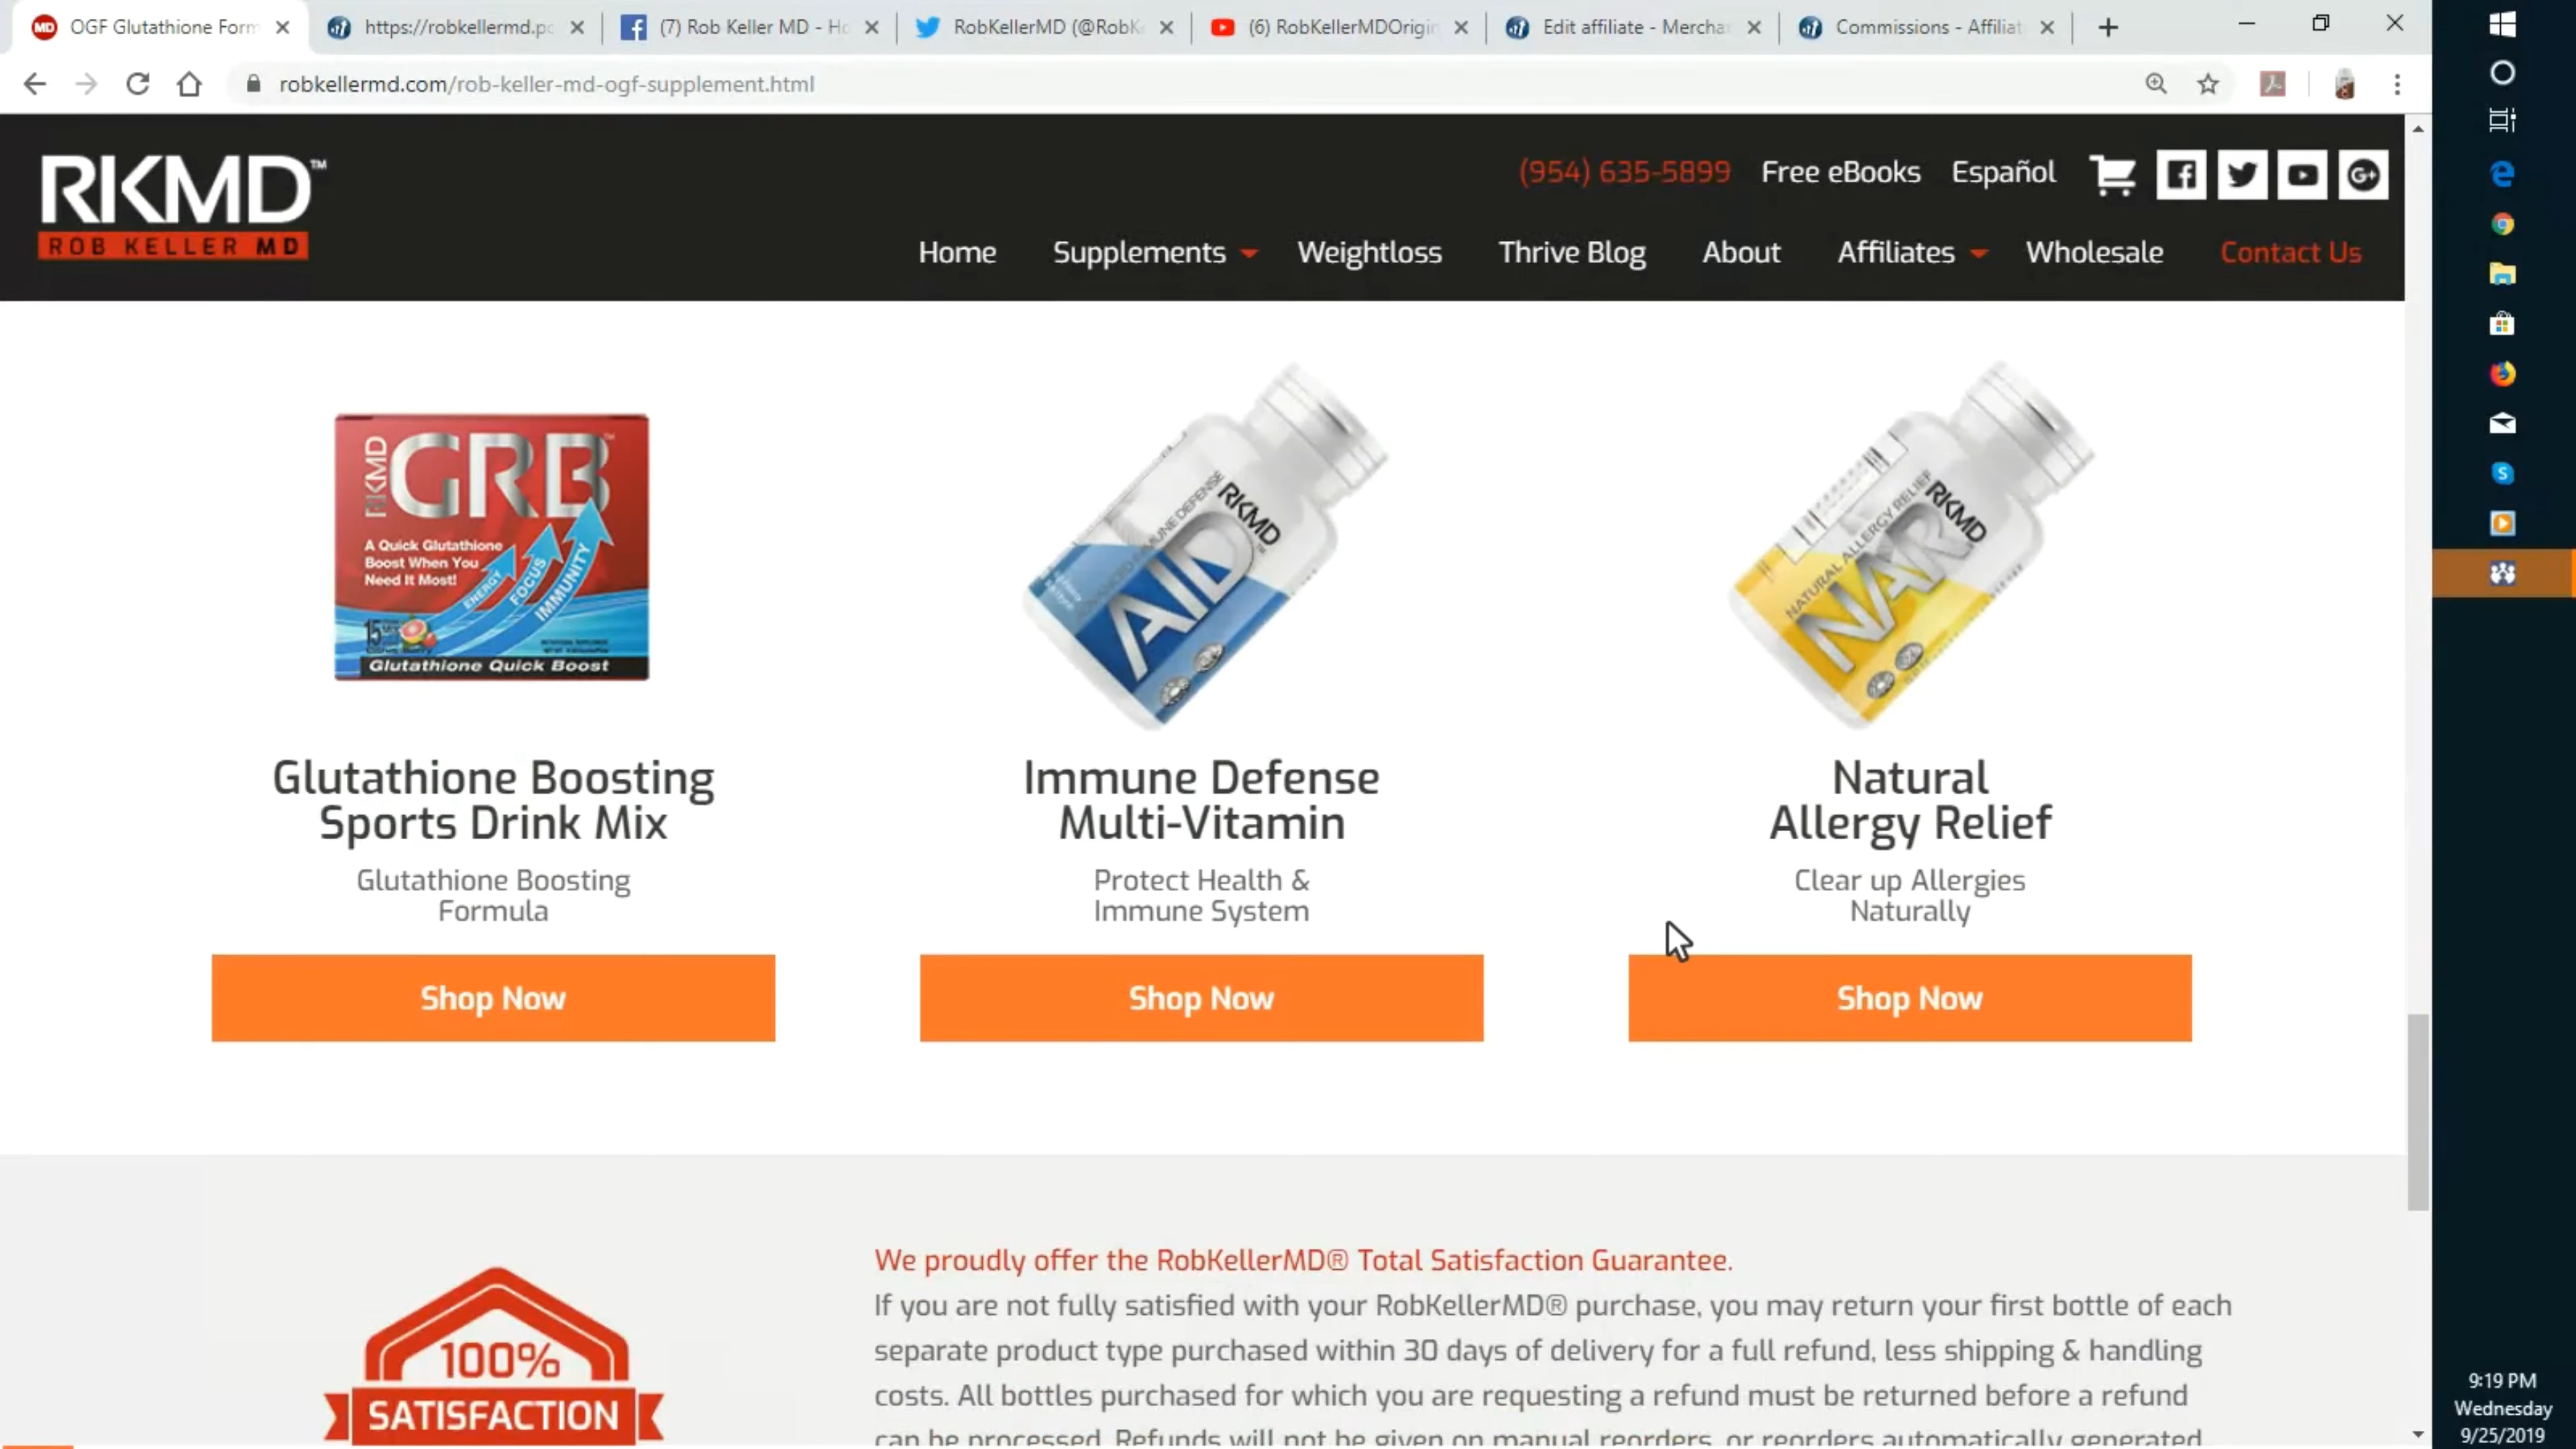 OGF Glutathione Form
https://robkellermd.po
(7) Rob Keller MD - Ho
RobKellerMD (@RobKe
(6) RobKellerMDOrigin
Edit affiliate - Mercha
Commissions - Affiliat
robkellermd.com/rob-keller-md-ogf-supplement.html
RKMD™
ROB KELLER MD
(954) 635-5899
Free eBooks
Español
Home
Supplements
Weightloss
Thrive Blog
About
Affiliates
Wholesale
Contact Us
RKMD
GRB™
A Quick Glutathione
Boost When You
Need It Most!
ENERGY
FOCUS
IMMUNITY
15
Glutathione Quick Boost
IMMUNE DEFENSE
RKMD™
AID
NATURAL ALLERGY RELIEF
RKMD
NAR
Glutathione Boosting
Sports Drink Mix
Glutathione Boosting
Formula
Shop Now
Immune Defense
Multi-Vitamin
Protect Health &
Immune System
Shop Now
Natural
Allergy Relief
Clear up Allergies
Naturally
Shop Now
100%
SATISFACTION
We proudly offer the RobKellerMD® Total Satisfaction Guarantee.
If you are not fully satisfied with your RobKellerMD® purchase, you may return your first bottle of each
separate product type purchased within 30 days of delivery for a full refund, less shipping & handling
costs. All bottles purchased for which you are requesting a refund must be returned before a refund
can be processed. Refunds will not be given on manual reorders, or reorders automatically generated
9:19 PM
Wednesday
9/25/2019